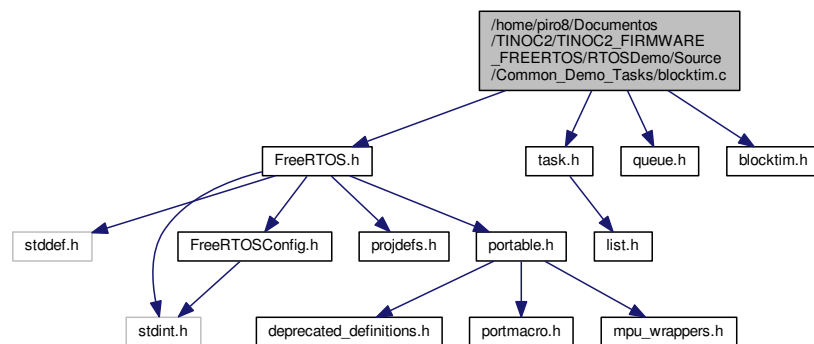 /home/piro8/Documentos
/TINOC2/TINOC2_FIRMWARE
_FREERTOS/RTOSDemo/Source
/Common_Demo_Tasks/blocktim.c
FreeRTOS.h
task.h
queue.h
blocktim.h
stddef.h
FreeRTOSConfig.h
projdefs.h
portable.h
list.h
stdint.h
deprecated_definitions.h
portmacro.h
mpu_wrappers.h